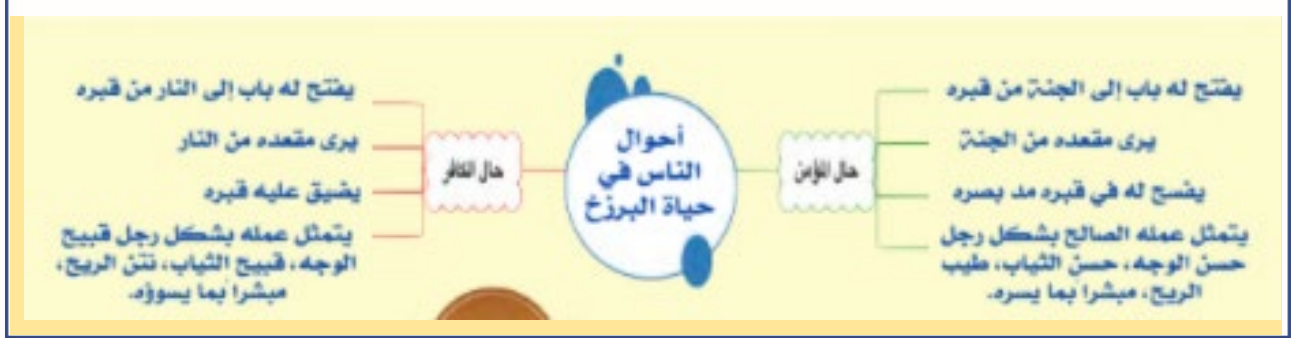 أحوال
الناس في
حياة البرزخ
حال المؤمن
يفتح له باب إلى الجنة من قبره
يرى مقعده من الجنة
يفسح له في قبره مد بصره
يتمثل عمله الصالح بشكل رجل
حسن الوجه، حسن الثياب، طيب
الريح، مبشرا بما يسره.
حال الكافر
يفتح له باب إلى النار من قبره
يرى مقعده من النار
يضيق عليه قبره
يتمثل عمله بشكل رجل قبيح
الوجه، قبيح الثياب، نتن الريح،
مبشرا بما يسوؤه.